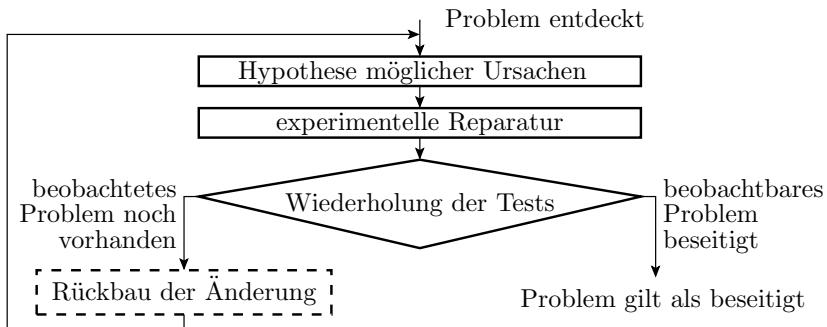 Problem entdeckt
Hypothese möglicher Ursachen
experimentelle Reparatur
Wiederholung der Tests
beobachtetes
Problem noch
vorhanden
beobachtbares
Problem
beseitigt
Rückbau der Änderung
Problem gilt als beseitigt